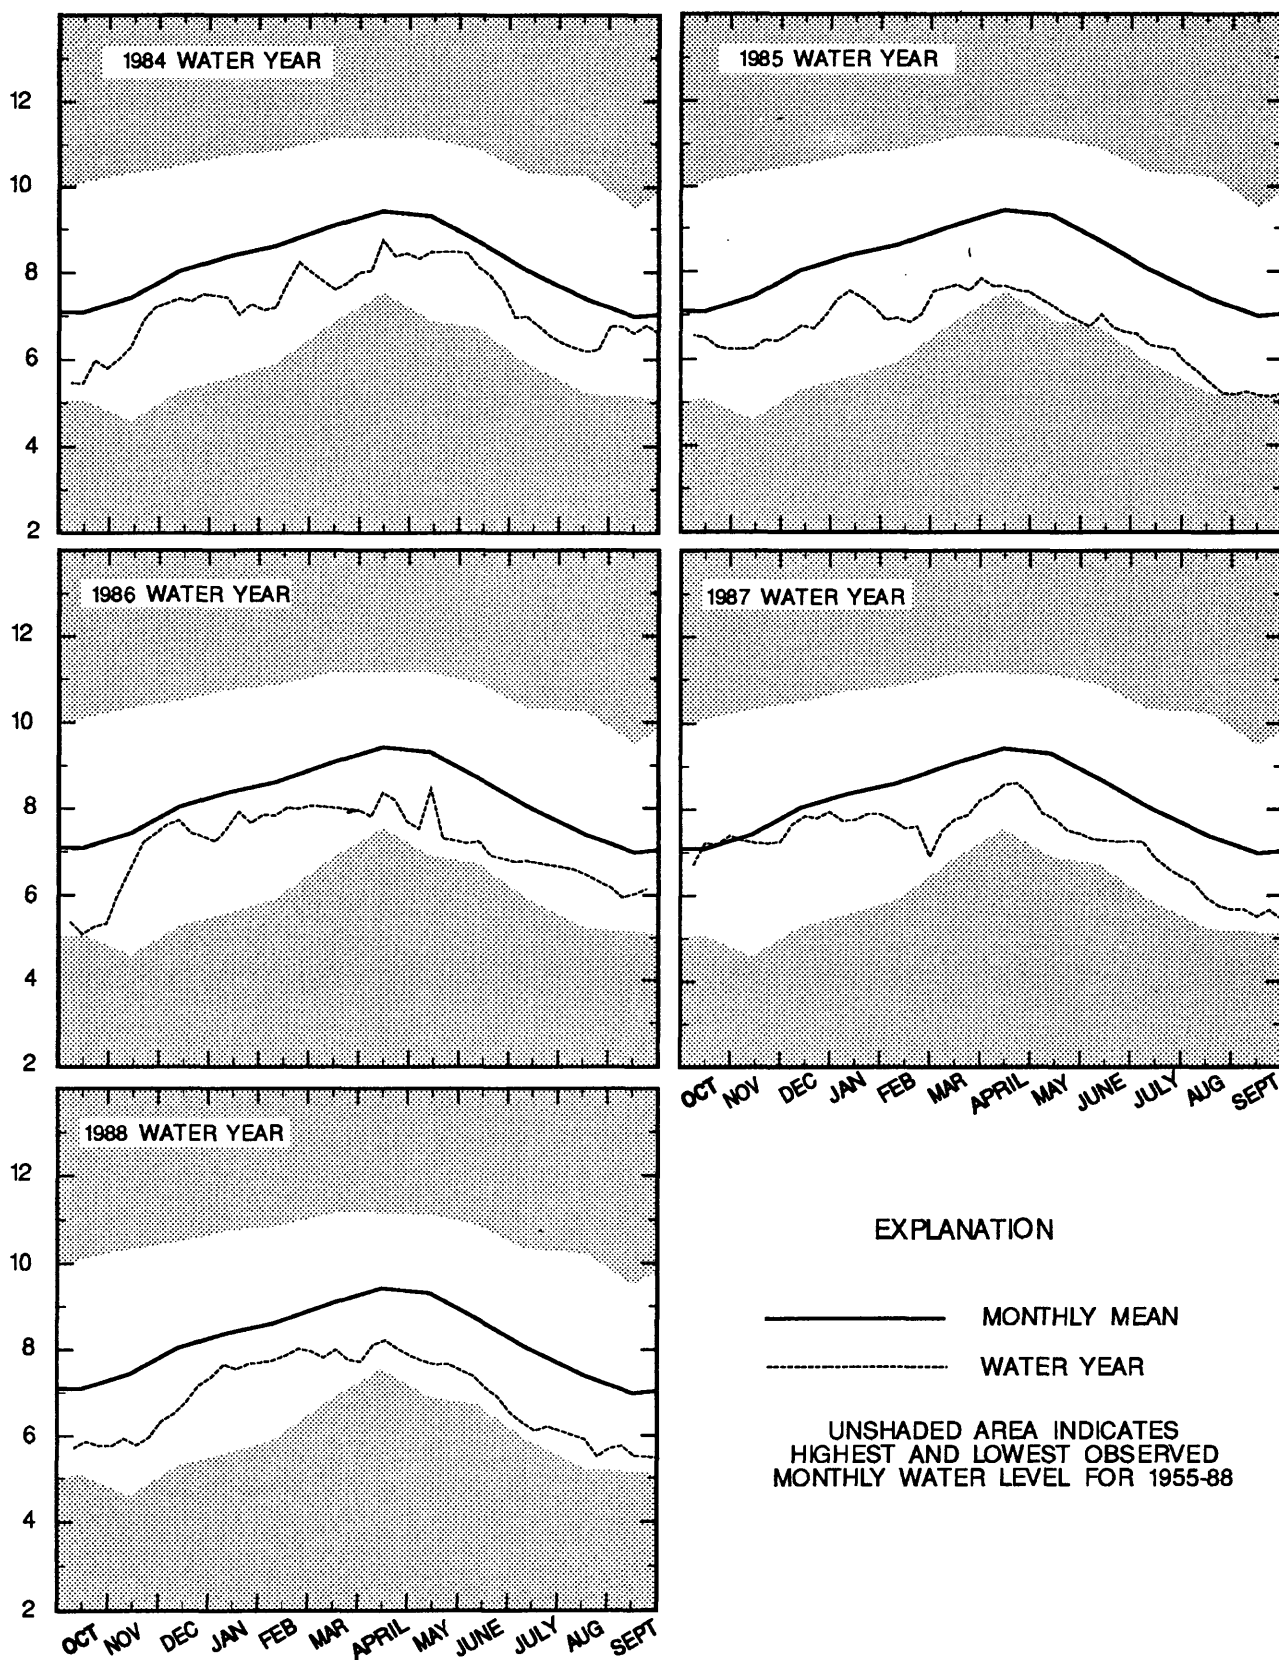 1984 WATER YEAR
12
10
8
6
4
2
1985 WATER YEAR
1986 WATER YEAR
12
10
8
6
4
2
1987 WATER YEAR
OCT NOV DEC JAN FEB MAR APRIL MAY JUNE JULY AUG SEPT
1988 WATER YEAR
12
10
8
6
4
2
OCT NOV DEC JAN FEB MAR APRIL MAY JUNE JULY AUG SEPT
EXPLANATION
MONTHLY MEAN
WATER YEAR
UNSHADED AREA INDICATES
HIGHEST AND LOWEST OBSERVED
MONTHLY WATER LEVEL FOR 1955-88